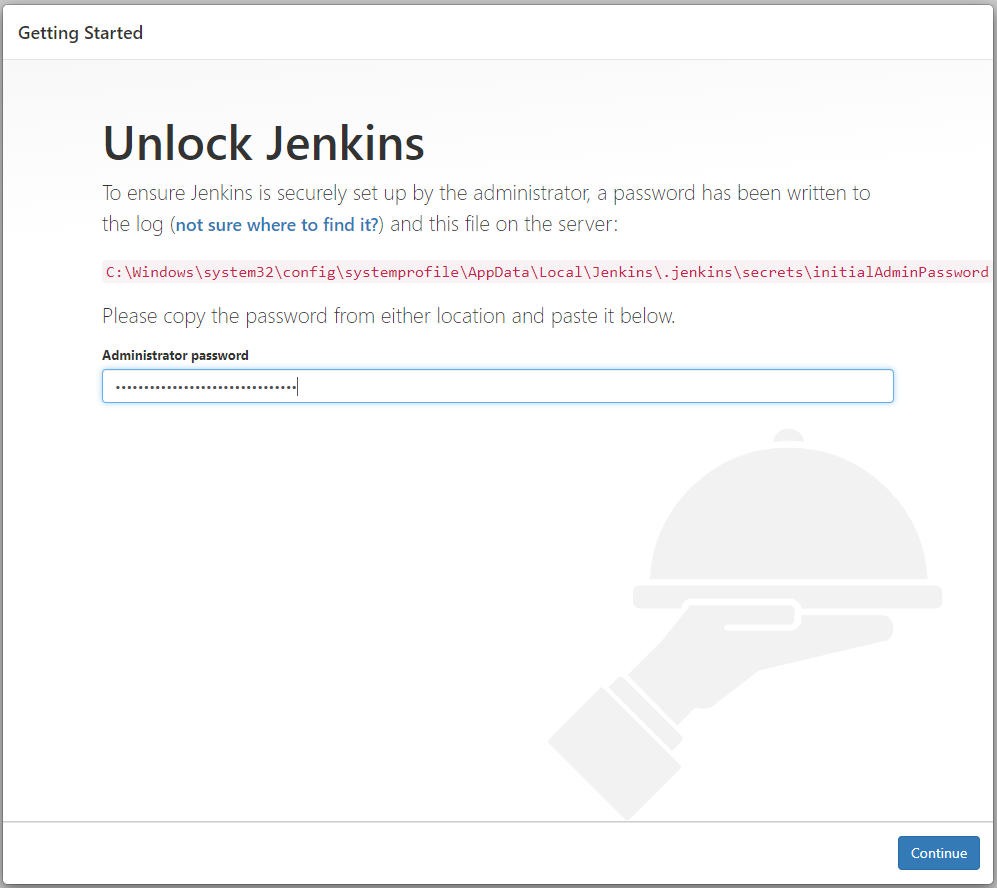 Getting Started
Unlock Jenkins
To ensure Jenkins is securely set up by the administrator, a password has been written to
the log (not sure where to find it?) and this file on the server:
C:\Windows\system32\config\systemprofile\AppData\Local\Jenkins\.jenkins\secrets\initialAdminPassword
Please copy the password from either location and paste it below.
Administrator password
••••••••••••••••••••••••••••••••
Continue